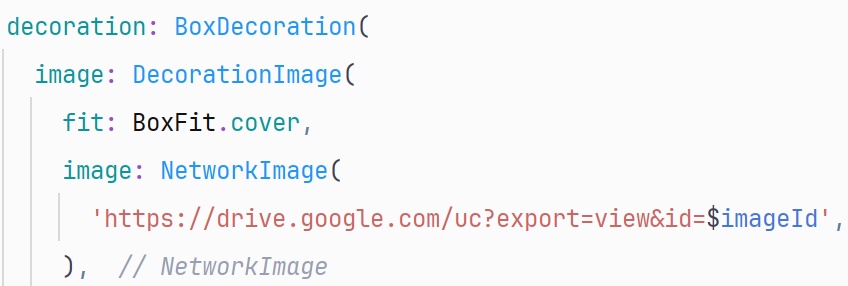 decoration: BoxDecoration(
image: DecorationImage(
fit: BoxFit.cover,
image: NetworkImage(
'https://drive.google.com/uc?export=view&id=$imageId',
), // NetworkImage